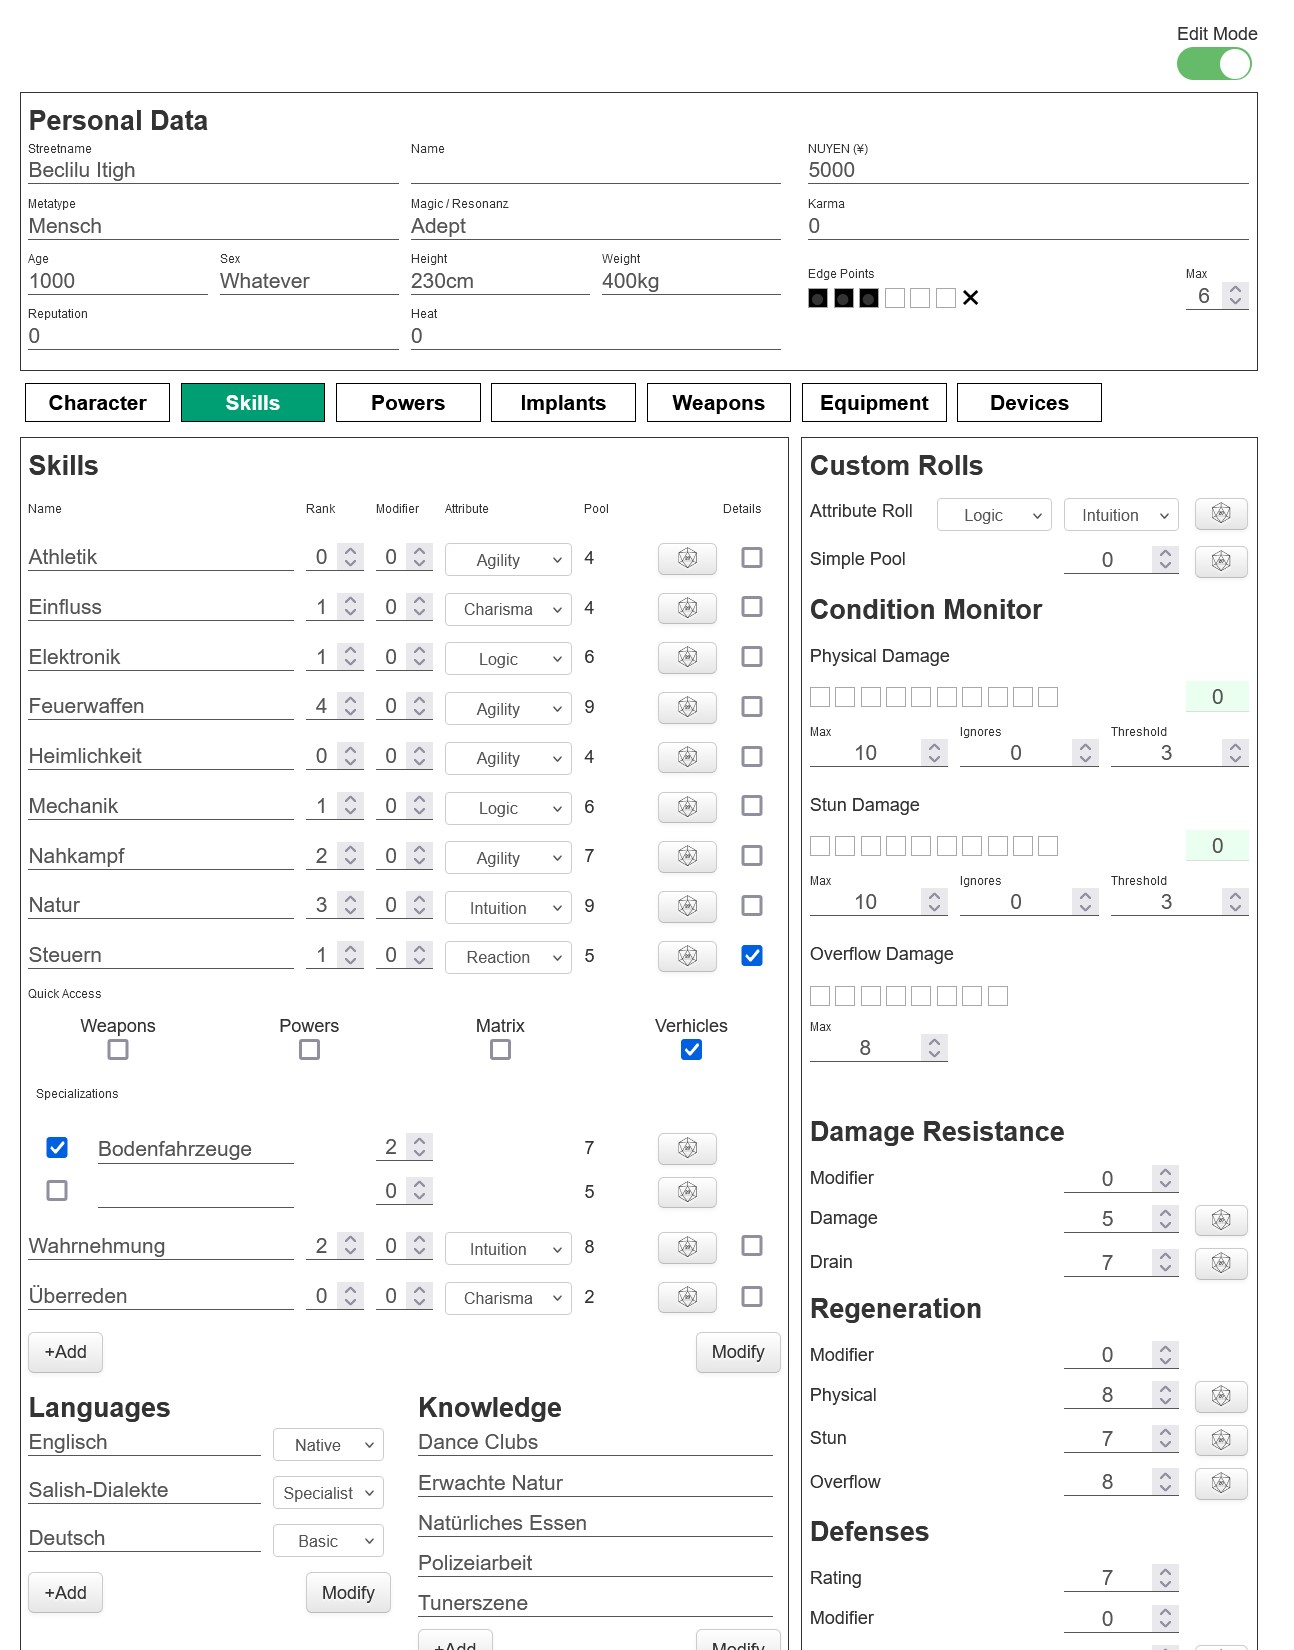 Edit Mode
Personal Data
Streetname Name NUYEN (¥)
Beclilu Itigh 5000
Metatype Magic / Resonanz Karma
Mensch Adept 0
Age Sex Height Weight
1000 Whatever 230cm 400kg
Edge Points Max
6
Reputation Heat
0 0
Character Skills Powers Implants Weapons Equipment Devices
Skills
Name Rank Modifier Attribute Pool Details
Athletik 0 0 Agility 4
Einfluss 1 0 Charisma 4
Elektronik 1 0 Logic 6
Feuerwaffen 4 0 Agility 9
Heimlichkeit 0 0 Agility 4
Mechanik 1 0 Logic 6
Nahkampf 2 0 Agility 7
Natur 3 0 Intuition 9
Steuern 1 0 Reaction 5
Quick Access
Weapons Powers Matrix Verhicles
Specializations
Bodenfahrzeuge 2 7
0 5
Wahrnehmung 2 0 Intuition 8
Überreden 0 0 Charisma 2
+Add Modify
Languages
Englisch Native
Salish-Dialekte Specialist
Deutsch Basic
+Add Modify
Knowledge
Dance Clubs
Erwachte Natur
Natürliches Essen
Polizeiarbeit
Tunerszene
+Add Modify
Custom Rolls
Attribute Roll Logic Intuition
Simple Pool 0
Condition Monitor
Physical Damage
0
Max Ignores Threshold
10 0 3
Stun Damage
0
Max Ignores Threshold
10 0 3
Overflow Damage
Max
8
Damage Resistance
Modifier 0
Damage 5
Drain 7
Regeneration
Modifier 0
Physical 8
Stun 7
Overflow 8
Defenses
Rating 7
Modifier 0